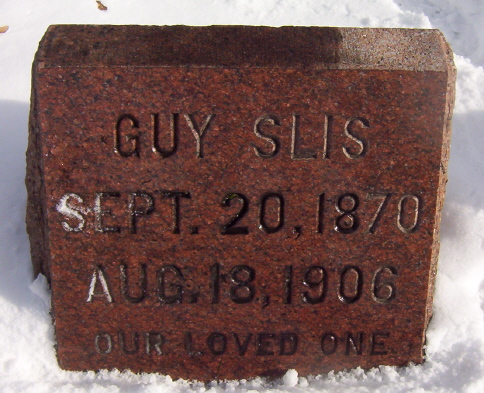 GUY SLIS
SEPT. 20, 1870
AUG. 18, 1906
OUR LOVED ONE